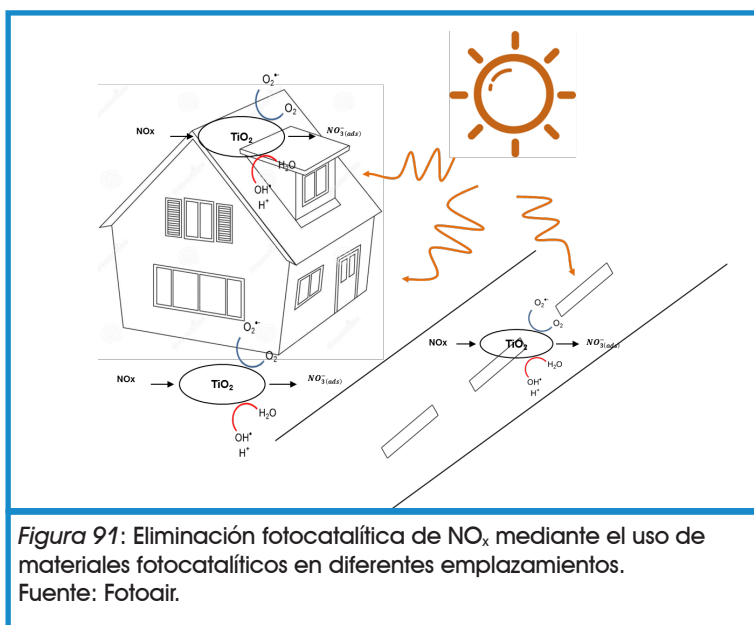 O₂•⁻
O₂
NOx
TiO₂
NO₃⁻(ads)
H₂O
OH•
H⁺
O₂•⁻
O₂
NOx
TiO₂
NO₃⁻(ads)
H₂O
OH•
H⁺
O₂•⁻
O₂
NOx
TiO₂
NO₃⁻(ads)
H₂O
OH•
H⁺
Figura 91: Eliminación fotocatalítica de NOₓ mediante el uso de
materiales fotocatalíticos en diferentes emplazamientos.
Fuente: Fotoair.